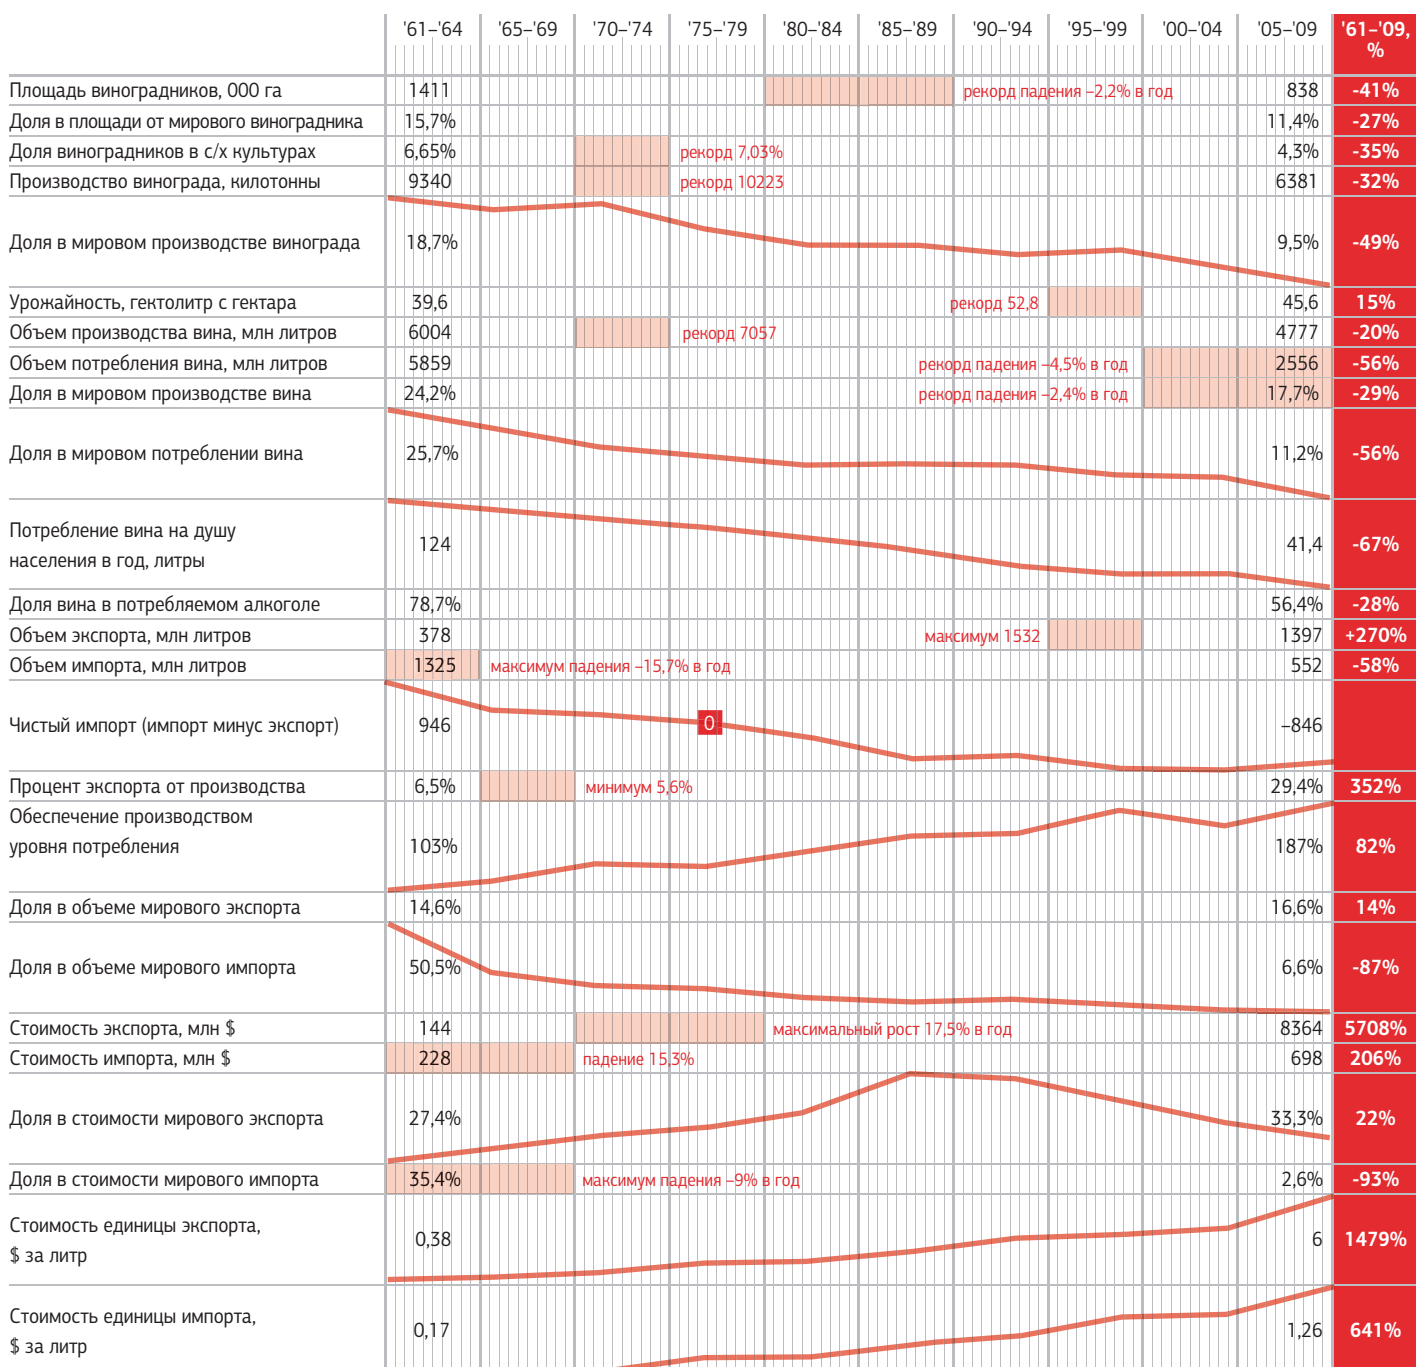 '61–'64 '65–'69 '70–'74 '75–'79 '80–'84 '85–'89 '90–'94 '95–'99 '00–'04 '05–'09 '61–'09,
%
Площадь виноградников, 000 га 1411 рекорд падения –2,2% в год 838 -41%
Доля в площади от мирового виноградника 15,7% 11,4% -27%
Доля виноградников в с/х культурах 6,65% рекорд 7,03% 4,3% -35%
Производство винограда, килотонны 9340 рекорд 10223 6381 -32%
Доля в мировом производстве винограда 18,7% 9,5% -49%
Урожайность, гектолитр с гектара 39,6 рекорд 52,8 45,6 15%
Объем производства вина, млн литров 6004 рекорд 7057 4777 -20%
Объем потребления вина, млн литров 5859 рекорд падения –4,5% в год 2556 -56%
Доля в мировом производстве вина 24,2% рекорд падения –2,4% в год 17,7% -29%
Доля в мировом потреблении вина 25,7% 11,2% -56%
Потребление вина на душу
населения в год, литры 124 41,4 -67%
Доля вина в потребляемом алкоголе 78,7% 56,4% -28%
Объем экспорта, млн литров 378 максимум 1532 1397 +270%
Объем импорта, млн литров 1325 максимум падения –15,7% в год 552 -58%
Чистый импорт (импорт минус экспорт) 946 0 –846
Процент экспорта от производства 6,5% минимум 5,6% 29,4% 352%
Обеспечение производством
уровня потребления 103% 187% 82%
Доля в объеме мирового экспорта 14,6% 16,6% 14%
Доля в объеме мирового импорта 50,5% 6,6% -87%
Стоимость экспорта, млн $ 144 максимальный рост 17,5% в год 8364 5708%
Стоимость импорта, млн $ 228 падение 15,3% 698 206%
Доля в стоимости мирового экспорта 27,4% 33,3% 22%
Доля в стоимости мирового импорта 35,4% максимум падения –9% в год 2,6% -93%
Стоимость единицы экспорта,
$ за литр 0,38 6 1479%
Стоимость единицы импорта,
$ за литр 0,17 1,26 641%